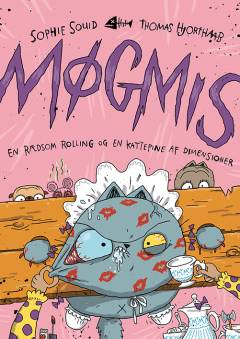 SOPHIE SOUID
THOMAS HJORTHAAB
MØGMIS
EN RÆDSOM ROLLING OG EN KATTEPINE AF DIMENSIONER